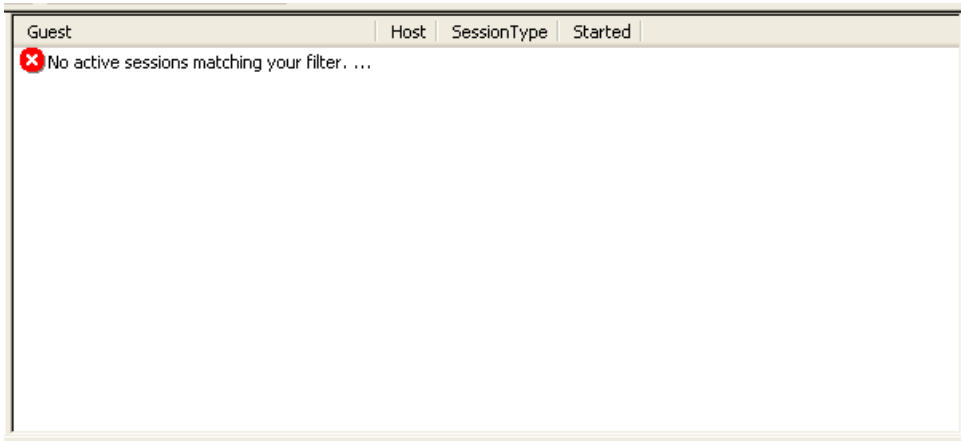 Guest Host SessionType Started
No active sessions matching your filter. ...